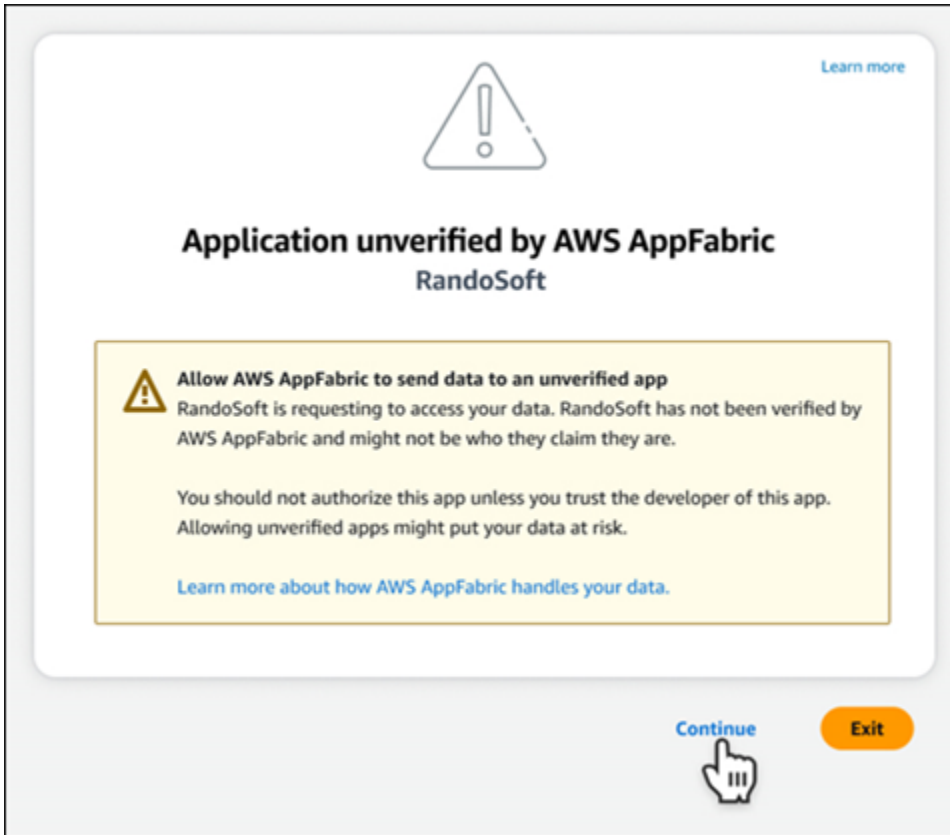 Learn more
Application unverified by AWS AppFabric
RandoSoft
Allow AWS AppFabric to send data to an unverified app
RandoSoft is requesting to access your data. RandoSoft has not been verified by
AWS AppFabric and might not be who they claim they are.
You should not authorize this app unless you trust the developer of this app.
Allowing unverified apps might put your data at risk.
Learn more about how AWS AppFabric handles your data.
Continue
Exit